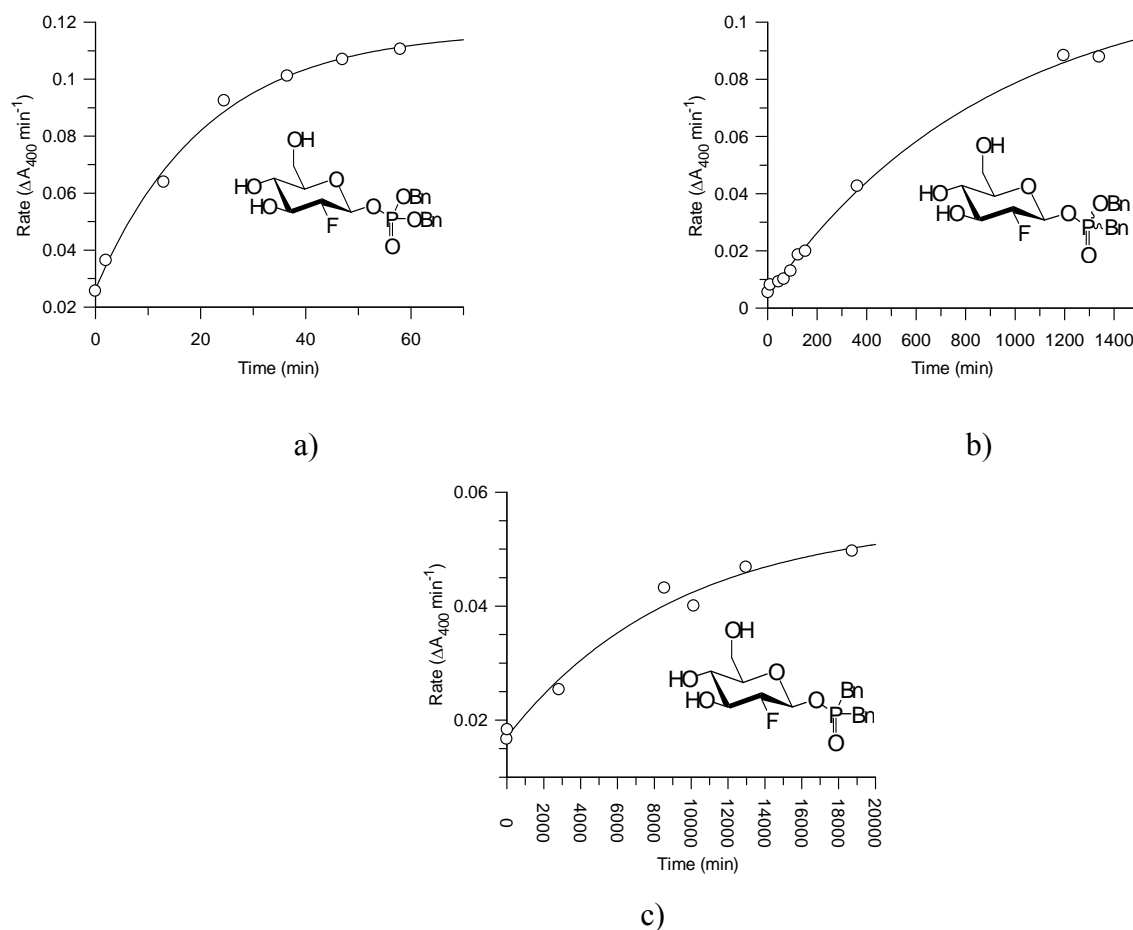 0.12
0.1
0.08
0.06
0.04
0.02
Rate (ΔA400 min-1)
0
20
40
60
Time (min)
OH
HO
HO
O
F
O
P
OBn
OBn
O
a)
0.1
0.08
0.06
0.04
0.02
0
Rate (ΔA400 min-1)
0 200 400 600 800 1000 1200 1400
Time (min)
OH
HO
HO
O
F
O
P
OBn
Bn
O
b)
0.06
0.04
0.02
Rate (ΔA400 min-1)
0
2000
4000
6000
8000
10000
12000
14000
16000
18000
20000
Time (min)
OH
HO
HO
O
F
O
P
Bn
Bn
O
c)